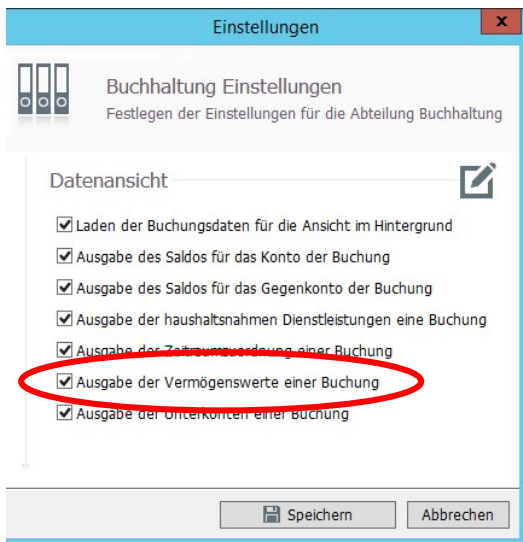 Einstellungen
x
Buchhaltung Einstellungen
Festlegen der Einstellungen für die Abteilung Buchhaltung
Datenansicht
Laden der Buchungsdaten für die Ansicht im Hintergrund
Ausgabe des Saldos für das Konto der Buchung
Ausgabe des Saldos für das Gegenkonto der Buchung
Ausgabe der haushaltsnahmen Dienstleistungen eine Buchung
Ausgabe der Zeitraumzuordnung einer Buchung
Ausgabe der Vermögenswerte einer Buchung
Ausgabe der Unterkonten einer Buchung
Speichern
Abbrechen